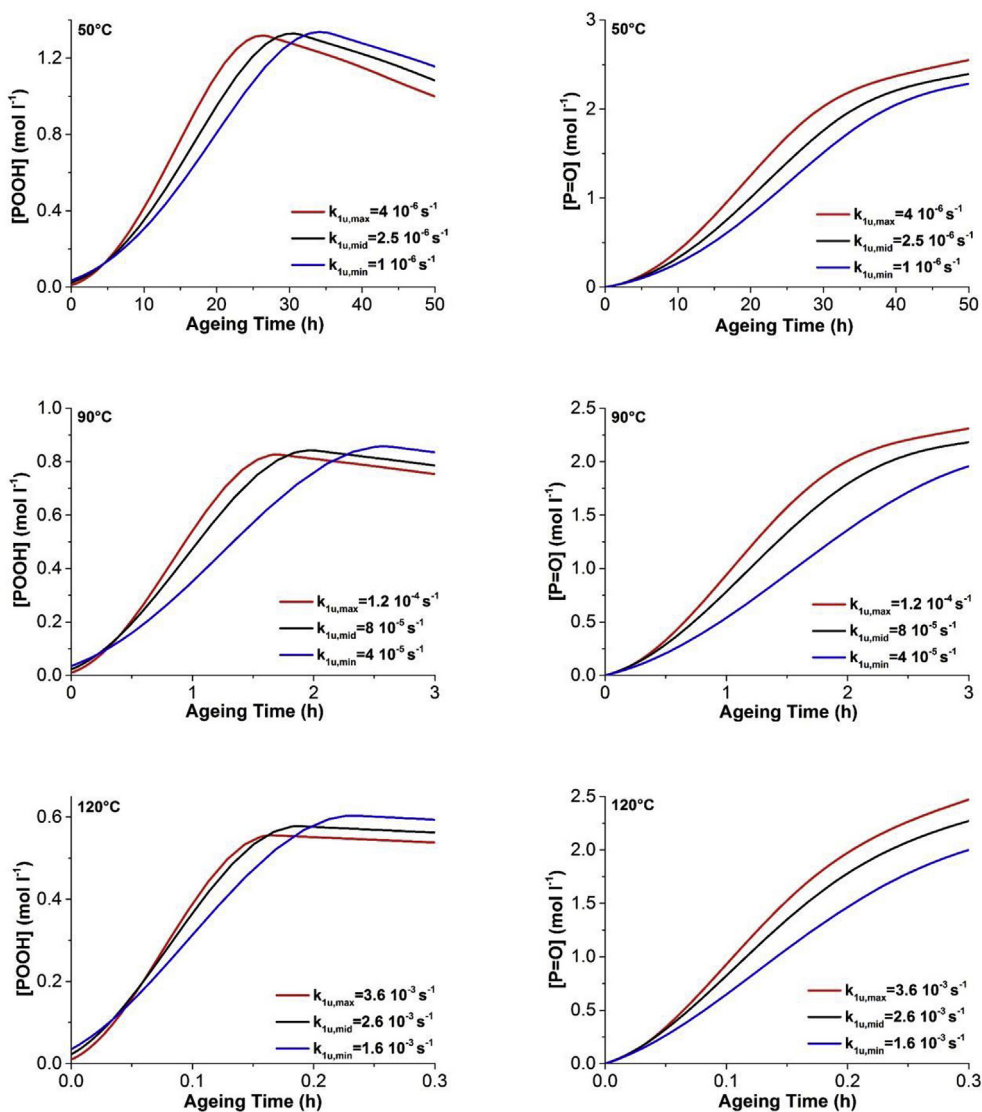 50°C
[POOH] (mol l⁻¹)
1.2
0.8
0.4
0.0
k₁ᵤ,max=4 10⁻⁶ s⁻¹
k₁ᵤ,mid=2.5 10⁻⁶ s⁻¹
k₁ᵤ,min=1 10⁻⁶ s⁻¹
0 10 20 30 40 50
Ageing Time (h)
50°C
[P=O] (mol l⁻¹)
3
2
1
0
k₁ᵤ,max=4 10⁻⁶ s⁻¹
k₁ᵤ,mid=2.5 10⁻⁶ s⁻¹
k₁ᵤ,min=1 10⁻⁶ s⁻¹
0 10 20 30 40 50
Ageing Time (h)
90°C
[POOH] (mol l⁻¹)
1.0
0.8
0.6
0.4
0.2
0.0
k₁ᵤ,max=1.2 10⁻⁴ s⁻¹
k₁ᵤ,mid=8 10⁻⁵ s⁻¹
k₁ᵤ,min=4 10⁻⁵ s⁻¹
0 1 2 3
Ageing Time (h)
90°C
[P=O] (mol l⁻¹)
2.5
2.0
1.5
1.0
0.5
0.0
k₁ᵤ,max=1.2 10⁻⁴ s⁻¹
k₁ᵤ,mid=8 10⁻⁵ s⁻¹
k₁ᵤ,min=4 10⁻⁵ s⁻¹
0 1 2 3
Ageing Time (h)
120°C
[POOH] (mol l⁻¹)
0.6
0.4
0.2
0.0
k₁ᵤ,max=3.6 10⁻³ s⁻¹
k₁ᵤ,mid=2.6 10⁻³ s⁻¹
k₁ᵤ,min=1.6 10⁻³ s⁻¹
0.0 0.1 0.2 0.3
Ageing Time (h)
120°C
[P=O] (mol l⁻¹)
2.5
2.0
1.5
1.0
0.5
0.0
k₁ᵤ,max=3.6 10⁻³ s⁻¹
k₁ᵤ,mid=2.6 10⁻³ s⁻¹
k₁ᵤ,min=1.6 10⁻³ s⁻¹
0.0 0.1 0.2 0.3
Ageing Time (h)